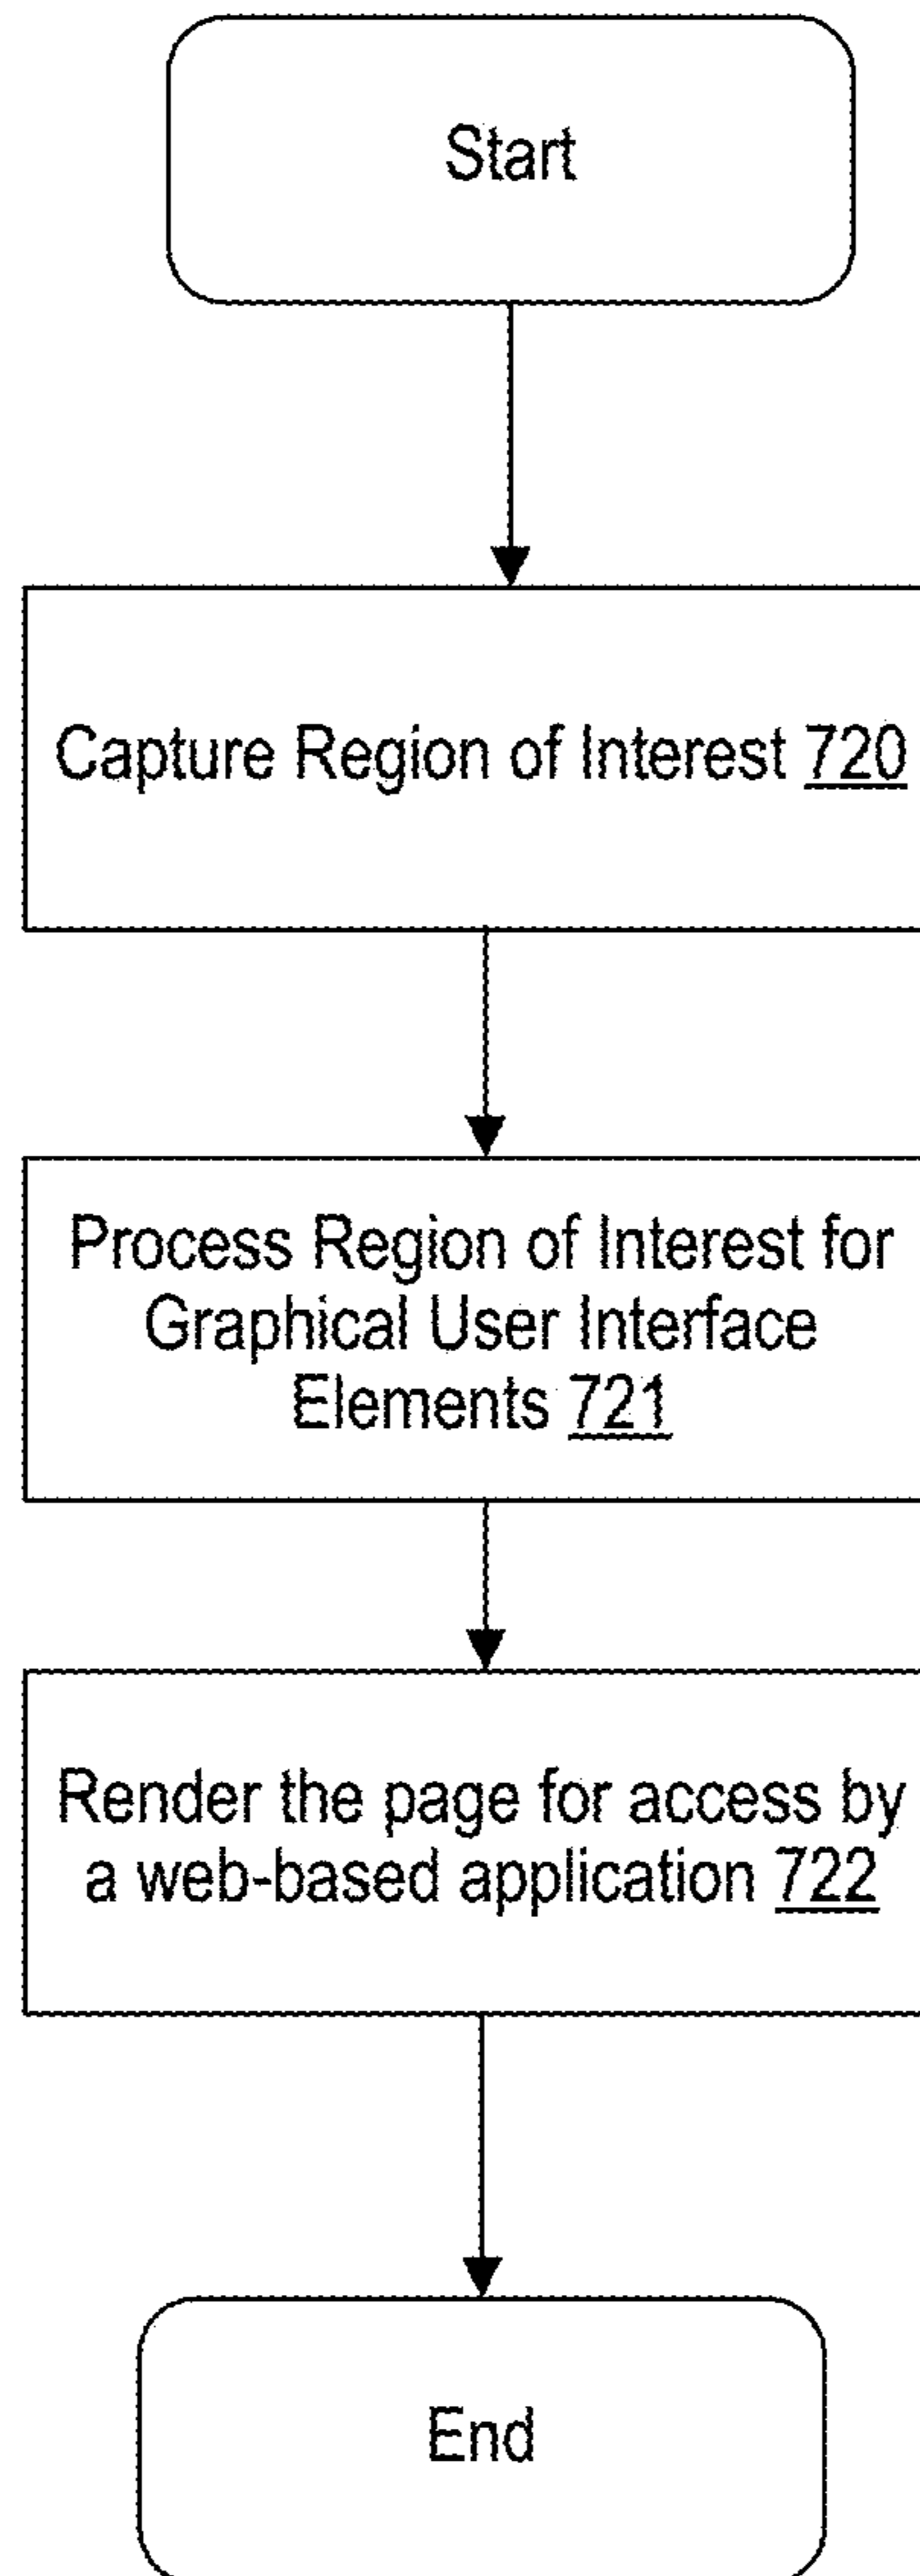 Start
Capture Region of Interest 720
Process Region of Interest for
Graphical User Interface
Elements 721
Render the page for access by
a web-based application 722
End